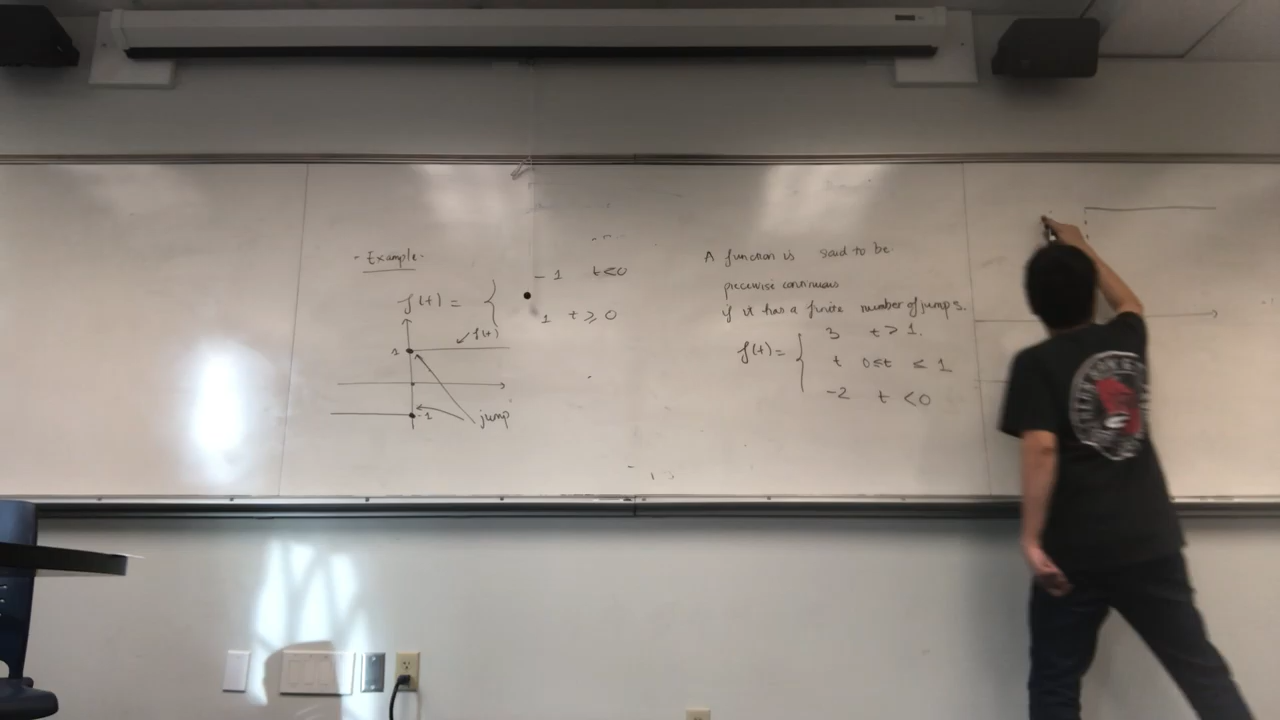 - Example -
f(t) = { -1 t<0
1 t ≥ 0
f(t)
1
-1
jump
A function is said to be
piecewise continuous
if it has a finite number of jumps.
f(t) = { 3 t > 1.
t 0≤t ≤ 1
-2 t < 0